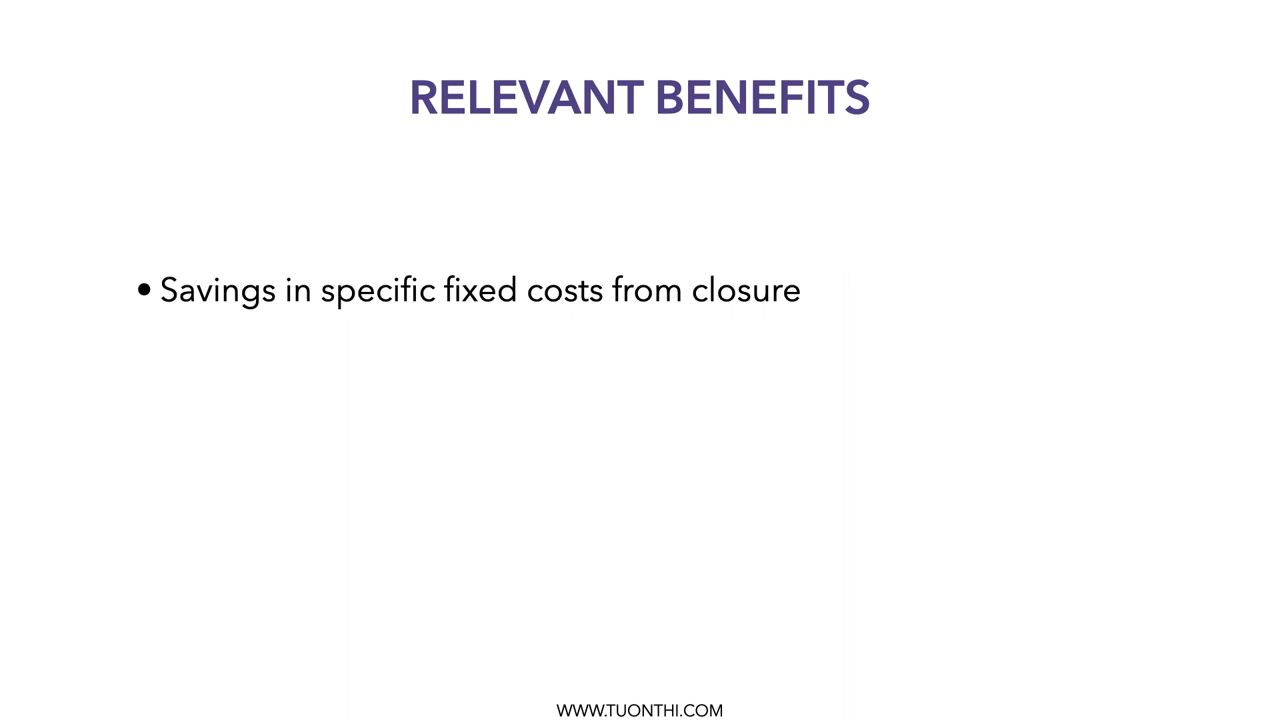 RELEVANT BENEFITS
• Savings in specific fixed costs from closure
WWW.TUONTHI.COM